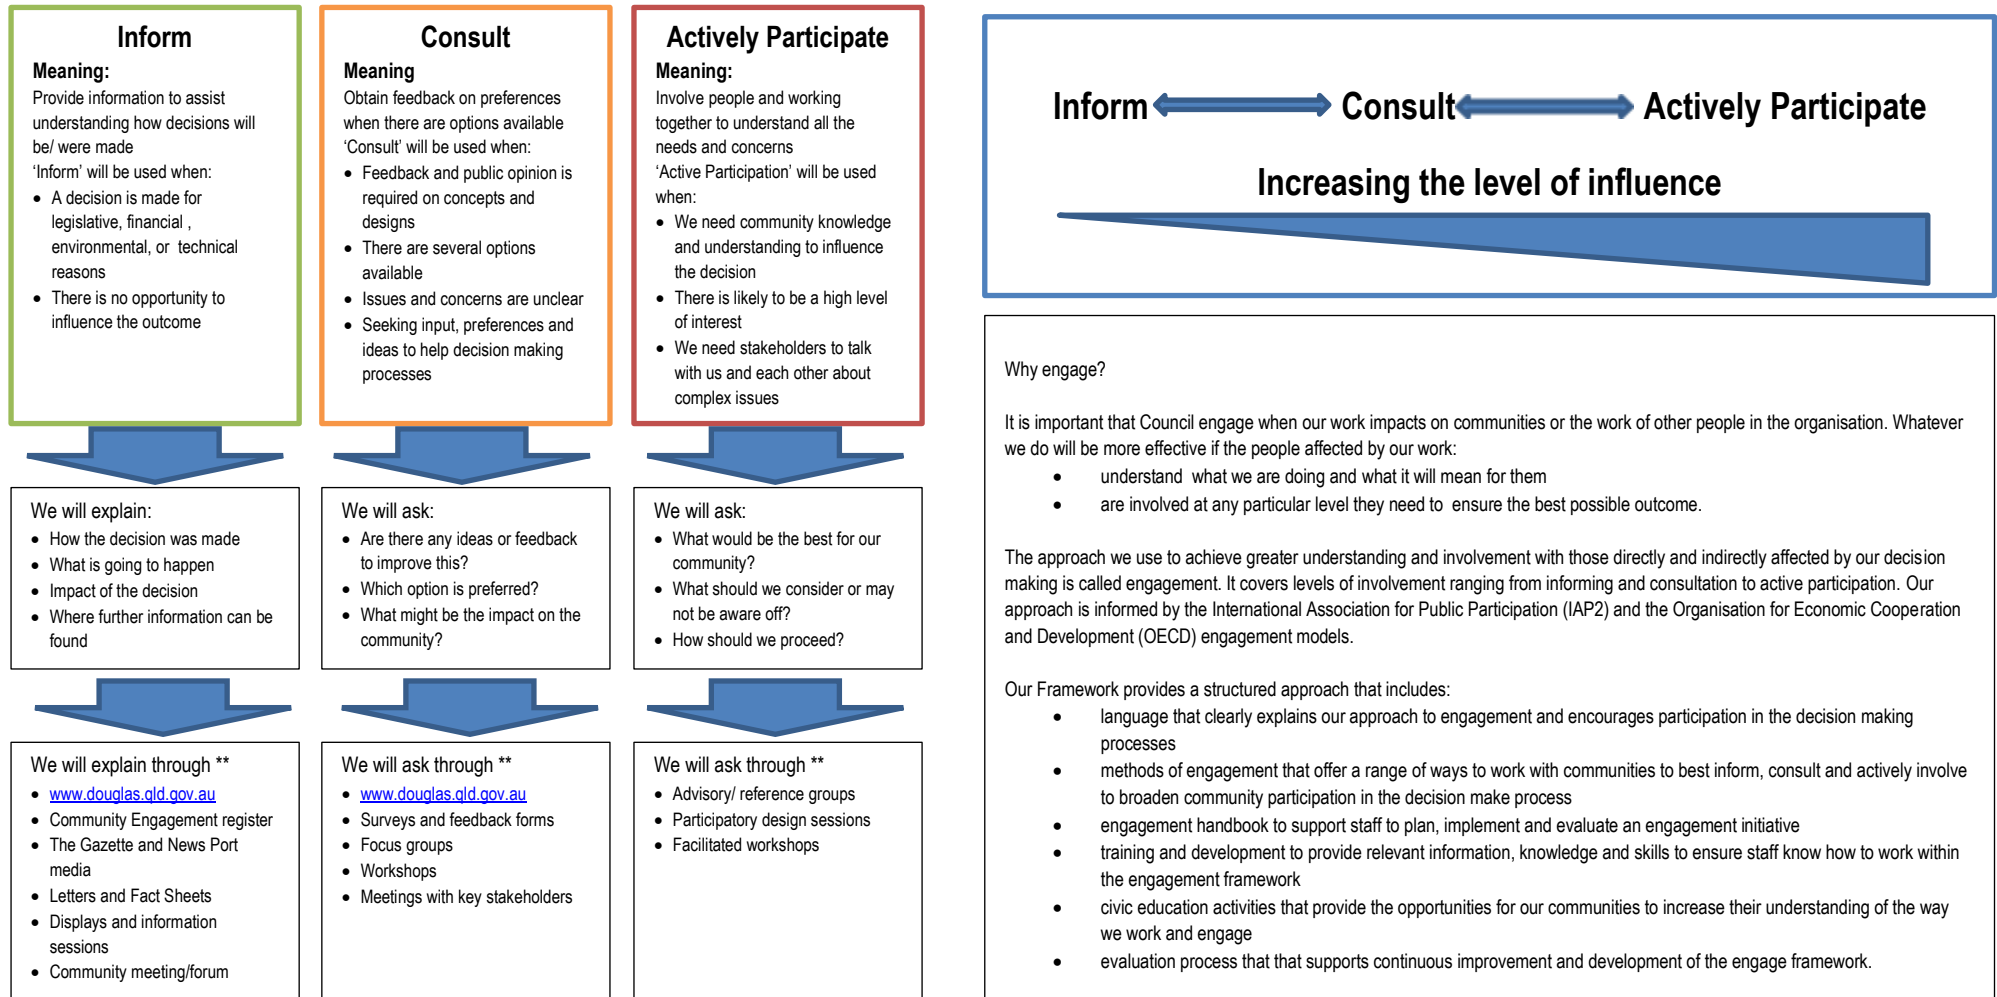 Inform
Meaning:
Provide information to assist
understanding how decisions will
be/ were made
‘Inform’ will be used when:
• A decision is made for
legislative, financial ,
environmental, or technical
reasons
• There is no opportunity to
influence the outcome
We will explain:
• How the decision was made
• What is going to happen
• Impact of the decision
• Where further information can be
found
We will explain through **
• www.douglas.qld.gov.au
• Community Engagement register
• The Gazette and News Port
media
• Letters and Fact Sheets
• Displays and information
sessions
• Community meeting/forum
Consult
Meaning
Obtain feedback on preferences
when there are options available
‘Consult’ will be used when:
• Feedback and public opinion is
required on concepts and
designs
• There are several options
available
• Issues and concerns are unclear
• Seeking input, preferences and
ideas to help decision making
processes
We will ask:
• Are there any ideas or feedback
to improve this?
• Which option is preferred?
• What might be the impact on the
community?
We will ask through **
• www.douglas.qld.gov.au
• Surveys and feedback forms
• Focus groups
• Workshops
• Meetings with key stakeholders
Actively Participate
Meaning:
Involve people and working
together to understand all the
needs and concerns
‘Active Participation’ will be used
when:
• We need community knowledge
and understanding to influence
the decision
• There is likely to be a high level
of interest
• We need stakeholders to talk
with us and each other about
complex issues
We will ask:
• What would be the best for our
community?
• What should we consider or may
not be aware off?
• How should we proceed?
We will ask through **
• Advisory/ reference groups
• Participatory design sessions
• Facilitated workshops
Inform Consult Actively Participate
Increasing the level of influence
Why engage?
It is important that Council engage when our work impacts on communities or the work of other people in the organisation. Whatever
we do will be more effective if the people affected by our work:
• understand what we are doing and what it will mean for them
• are involved at any particular level they need to ensure the best possible outcome.
The approach we use to achieve greater understanding and involvement with those directly and indirectly affected by our decision
making is called engagement. It covers levels of involvement ranging from informing and consultation to active participation. Our
approach is informed by the International Association for Public Participation (IAP2) and the Organisation for Economic Cooperation
and Development (OECD) engagement models.
Our Framework provides a structured approach that includes:
• language that clearly explains our approach to engagement and encourages participation in the decision making
processes
• methods of engagement that offer a range of ways to work with communities to best inform, consult and actively involve
to broaden community participation in the decision make process
• engagement handbook to support staff to plan, implement and evaluate an engagement initiative
• training and development to provide relevant information, knowledge and skills to ensure staff know how to work within
the engagement framework
• civic education activities that provide the opportunities for our communities to increase their understanding of the way
we work and engage
• evaluation process that that supports continuous improvement and development of the engage framework.